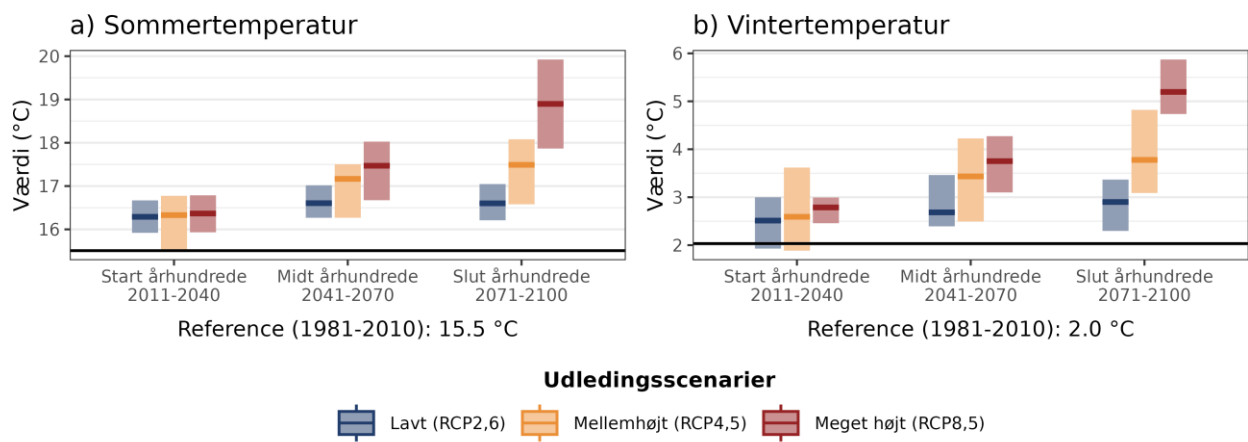 a) Sommertemperatur
Værdi (°C)
20
19
18
17
16
Start århundrede
2011-2040
Midt århundrede
2041-2070
Slut århundrede
2071-2100
Reference (1981-2010): 15.5 °C
b) Vintertemperatur
Værdi (°C)
6
5
4
3
2
Start århundrede
2011-2040
Midt århundrede
2041-2070
Slut århundrede
2071-2100
Reference (1981-2010): 2.0 °C
Udledingsscenarier
Lavt (RCP2,6)
Mellemhøjt (RCP4,5)
Meget højt (RCP8,5)